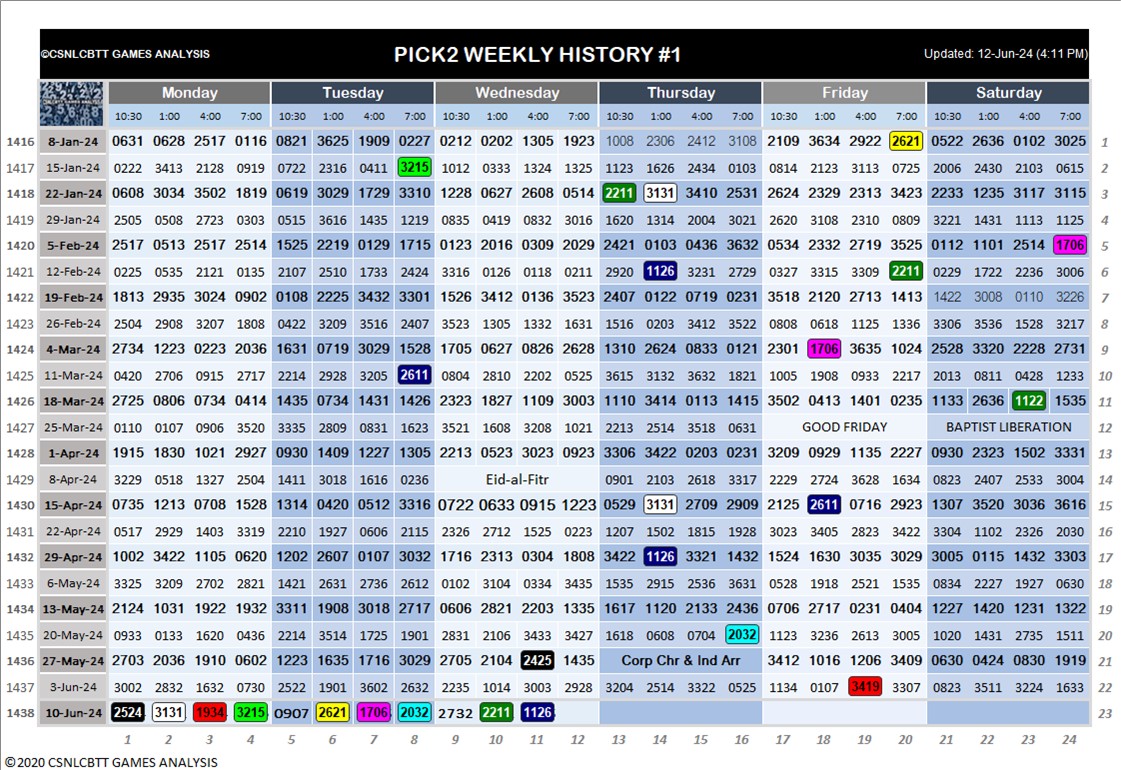 ©CSNLCBTT GAMES ANALYSIS PICK2 WEEKLY HISTORY #1 Updated: 12-Jun-24 (4:11 PM)
Monday Tuesday Wednesday Thursday Friday Saturday
10:30 1:00 4:00 7:00 10:30 1:00 4:00 7:00 10:30 1:00 4:00 7:00 10:30 1:00 4:00 7:00 10:30 1:00 4:00 7:00 10:30 1:00 4:00 7:00
1416 8-Jan-24 0631 0628 2517 0116 0821 3625 1909 0227 0212 0202 1305 1923 1008 2306 2412 3108 2109 3634 2922 2621 0522 2636 0102 3025 1
1417 15-Jan-24 0222 3413 2128 0919 0722 2316 0411 3215 1012 0333 1324 1325 1123 1626 2434 0103 0814 2123 3113 0725 2006 2430 2103 0615 2
1418 22-Jan-24 0608 3034 3502 1819 0619 3029 1729 3310 1228 0627 2608 0514 2211 3131 3410 2531 2624 2329 2313 3423 2233 1235 3117 3115 3
1419 29-Jan-24 2505 0508 2723 0303 0515 3616 1435 1219 0835 0419 0832 3016 1620 1314 2004 3021 2620 3108 2310 0809 3221 1431 1113 1125 4
1420 5-Feb-24 2517 0513 2517 2514 1525 2219 0129 1715 0123 2016 0309 2029 2421 0103 0436 3632 0534 2332 2719 3525 0112 1101 2514 1706 5
1421 12-Feb-24 0225 0535 2121 0135 2107 2510 1733 2424 3316 0126 0118 0211 2920 1126 3231 2729 0327 3315 3309 2211 0229 1722 2236 3006 6
1422 19-Feb-24 1813 2935 3024 0902 0108 2225 3432 3301 1526 3412 0136 3523 2407 0122 0719 0231 3518 2120 2713 1413 1422 3008 0110 3226 7
1423 26-Feb-24 2504 2908 3207 1808 0422 3209 3516 2407 3523 1305 1332 1631 1516 0203 3412 3522 0808 0618 1125 1336 3306 3536 1528 3217 8
1424 4-Mar-24 2734 1223 0223 2036 1631 0719 3029 1528 1705 0627 0826 2628 1310 2624 0833 0121 2301 1706 3635 1024 2528 3320 2228 2731 9
1425 11-Mar-24 0420 2706 0915 2717 2214 2928 3205 2611 0804 2810 2202 0525 3615 3132 3632 1821 1005 1908 0933 2217 2013 0811 0428 1233 10
1426 18-Mar-24 2725 0806 0734 0414 1435 0734 1431 1426 2323 1827 1109 3003 1110 3414 0113 1415 3502 0413 1401 0235 1133 2636 1122 1535 11
1427 25-Mar-24 0110 0107 0906 3520 3335 2809 0831 1623 3521 1608 3208 1021 2213 2514 3518 0631 GOOD FRIDAY BAPTIST LIBERATION 12
1428 1-Apr-24 1915 1830 1021 2927 0930 1409 1227 1305 2213 0523 3023 0923 3306 3422 0203 0231 3209 0929 1135 2227 0930 2323 1502 3331 13
1429 8-Apr-24 3229 0518 1327 2504 1411 3018 1616 0236 Eid-al-Fitr 0901 2103 2618 3317 2229 2724 3628 1634 0823 2407 2533 3004 14
1430 15-Apr-24 0735 1213 0708 1528 1314 0420 0512 3316 0722 0633 0915 1223 0529 3131 2709 2909 2125 2611 0716 2923 1307 3520 3036 3616 15
1431 22-Apr-24 0517 2929 1403 3319 2210 1927 0606 2115 2326 2712 1525 0223 1207 1502 1815 1928 3023 3405 2823 3422 3304 1102 2326 2030 16
1432 29-Apr-24 1002 3422 1105 0620 1202 2607 0107 3032 1716 2313 0304 1808 3422 1126 3321 1432 1524 1630 3035 3029 3005 0115 1432 3303 17
1433 6-May-24 3325 3209 2702 2821 1421 2631 2736 2612 0102 3104 0334 3435 1535 2915 2536 3631 0528 1918 2521 1535 0834 2227 1927 0630 18
1434 13-May-24 2124 1031 1922 1932 3311 1908 3018 2717 0606 2821 2203 1335 1617 1120 2133 2436 0706 2717 0231 0404 1227 1420 1231 1322 19
1435 20-May-24 0933 0133 1620 0436 2214 3514 1725 1901 2831 2106 3433 3427 1618 0608 0704 2032 1123 3236 2613 3005 1020 1431 2735 1511 20
1436 27-May-24 2703 2036 1910 0602 1223 1635 1716 3029 2705 2104 2425 1435 Corp Chr & Ind Arr 3412 1016 1206 3409 0630 0424 0830 1919 21
1437 3-Jun-24 3002 2832 1632 0730 2522 1901 3602 2632 2235 1014 3003 2928 3204 2514 3322 0525 1134 0107 3419 3307 0823 3511 3224 1633 22
1438 10-Jun-24 2524 3131 1934 3215 0907 2621 1706 2032 2732 2211 1126 23
1 2 3 4 5 6 7 8 9 10 11 12 13 14 15 16 17 18 19 20 21 22 23 24
©2020 CSNLCBTT GAMES ANALYSIS